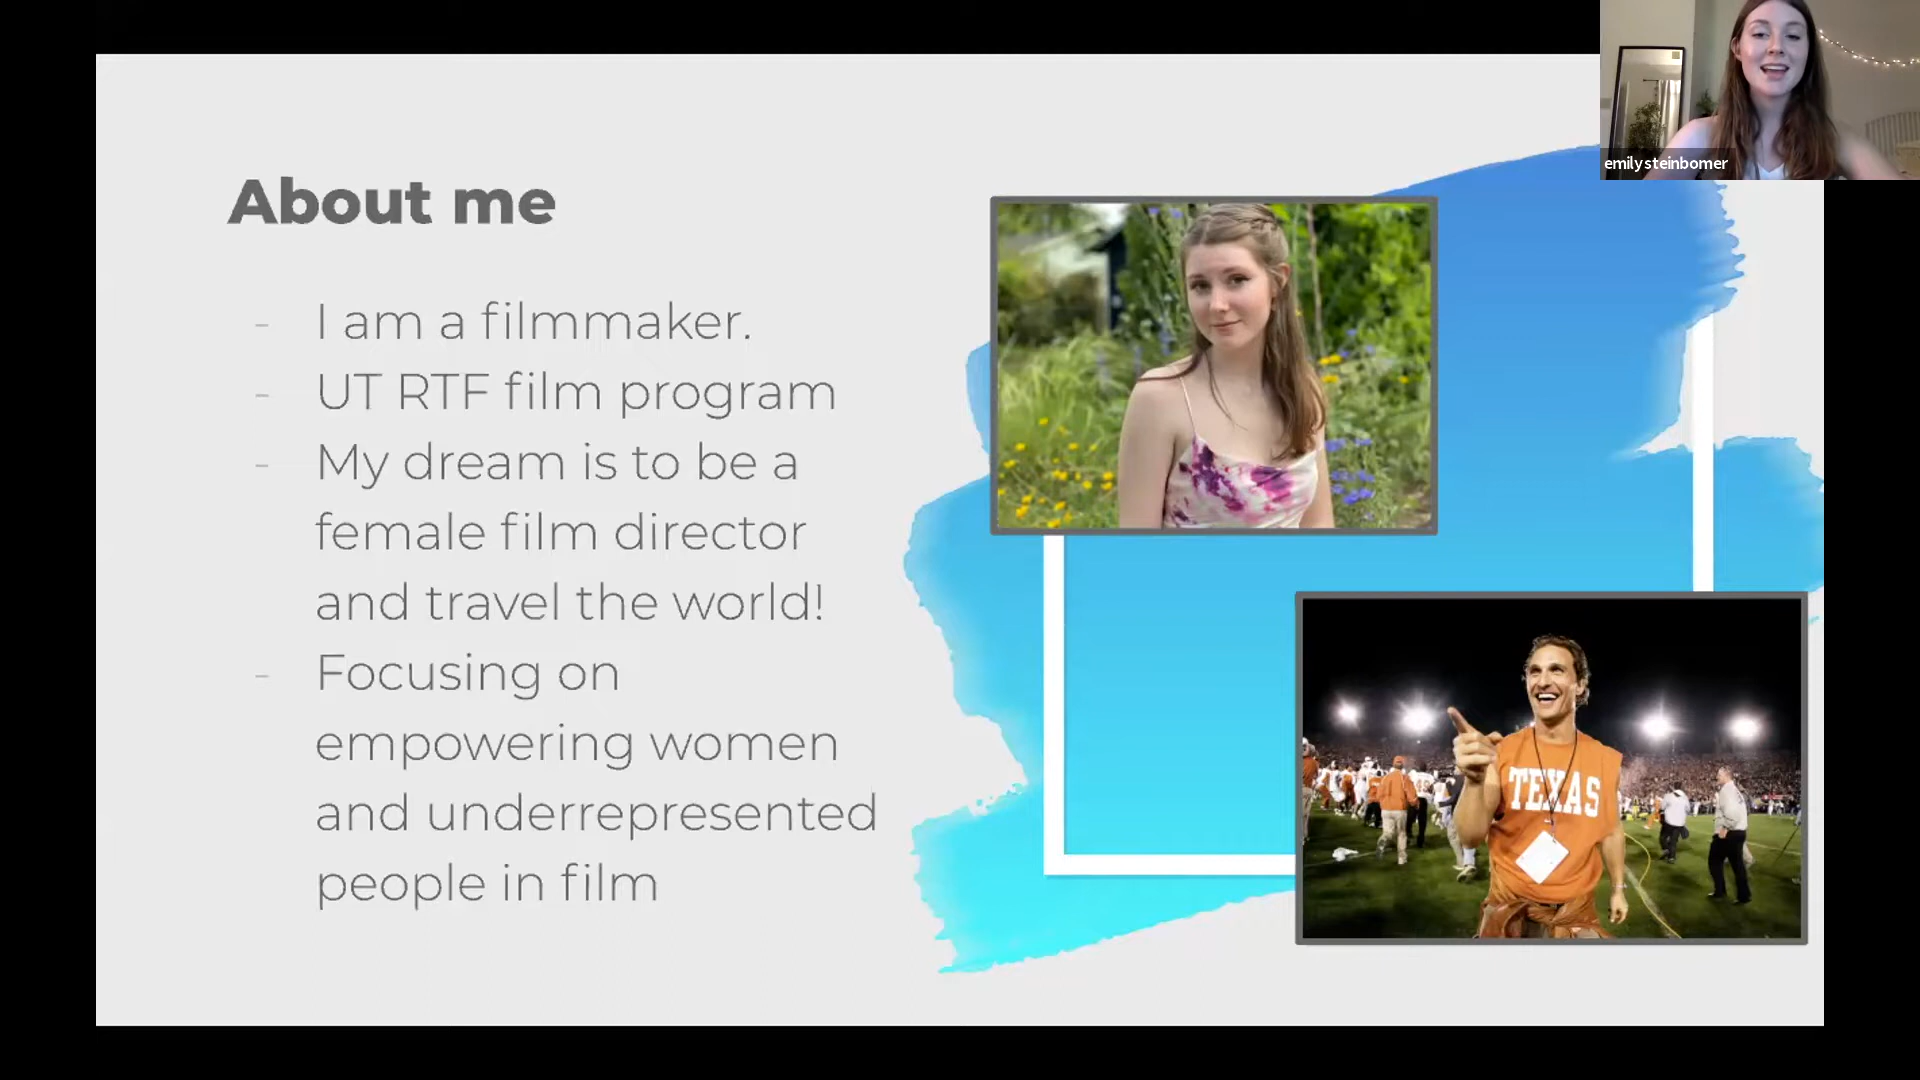 emilysteinbomer
About me
- I am a filmmaker.
- UT RTF film program
- My dream is to be a
female film director
and travel the world!
- Focusing on
empowering women
and underrepresented
people in film
TEXAS